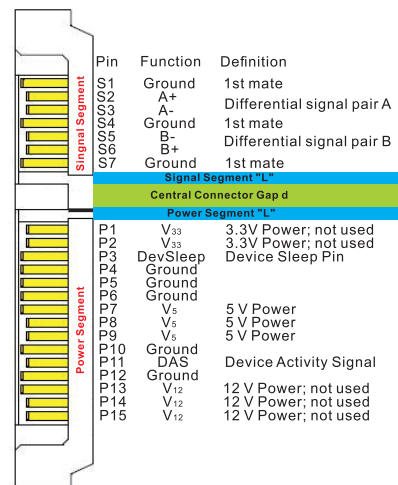 Pin Function Definition
S1 Ground 1st mate
S2 A+
Differential signal pair A
S3 A-
S4 Ground 1st mate
S5 B-
Differential signal pair B
S6 B+
S7 Ground 1st mate
Singnal Segment
Signal Segment "L"
Central Connector Gap d
Power Segment "L"
P1 V33 3.3V Power; not used
P2 V33 3.3V Power; not used
P3 DevSleep Device Sleep Pin
P4 Ground
P5 Ground
P6 Ground
P7 V5 5 V Power
P8 V5 5 V Power
P9 V5 5 V Power
P10 Ground
P11 DAS Device Activity Signal
P12 Ground
P13 V12 12 V Power; not used
P14 V12 12 V Power; not used
P15 V12 12 V Power; not used
Power Segment